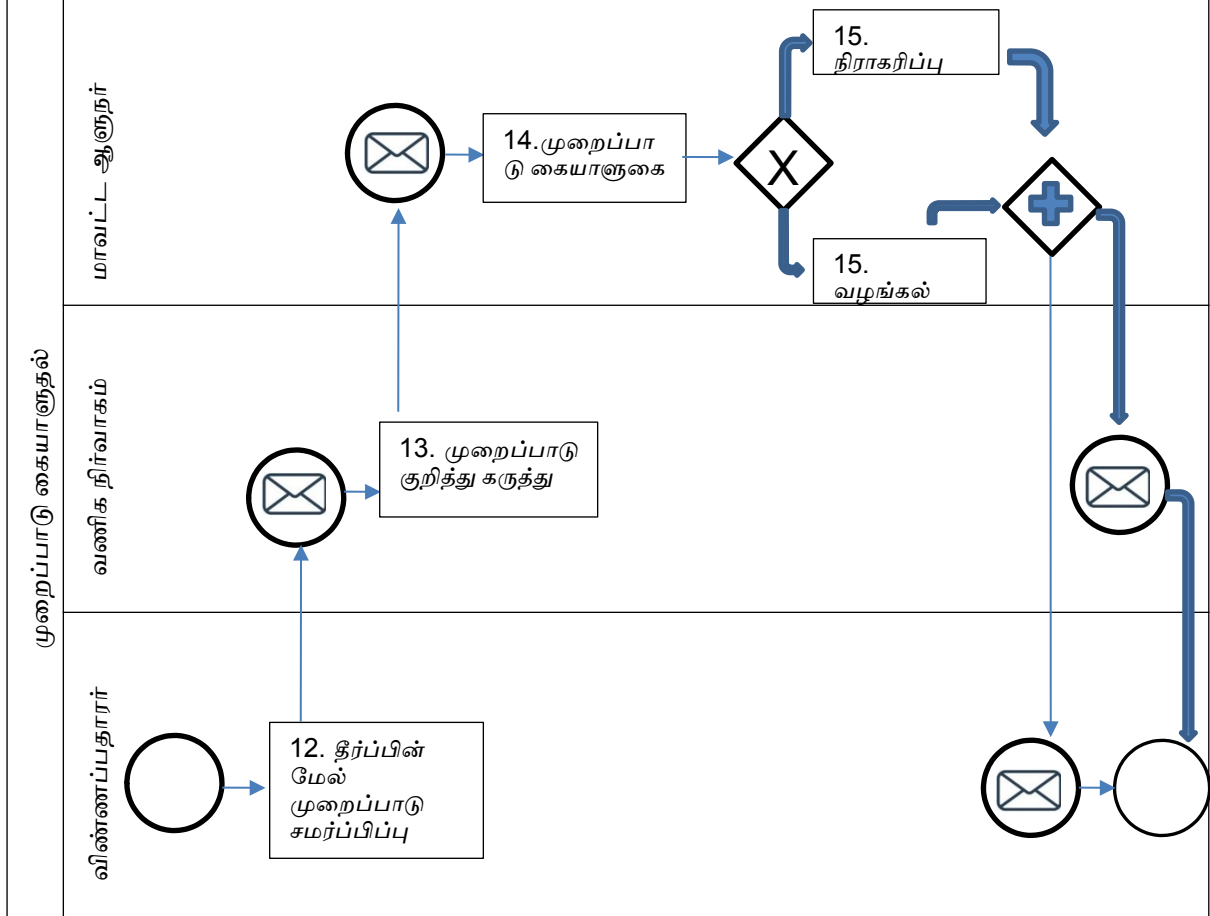 முறைப்பாடு கையாளுதல்
மாவட்ட ஆளுநர்
14.முறைப்பா
டு கையாளுகை
X
15.
நிராகரிப்பு
15.
வழங்கல்
வணிக நிர்வாகம்
13. முறைப்பாடு
குறித்து கருத்து
விண்ணப்பதாரர்
12. தீர்ப்பின்
மேல்
முறைப்பாடு
சமர்ப்பிப்பு